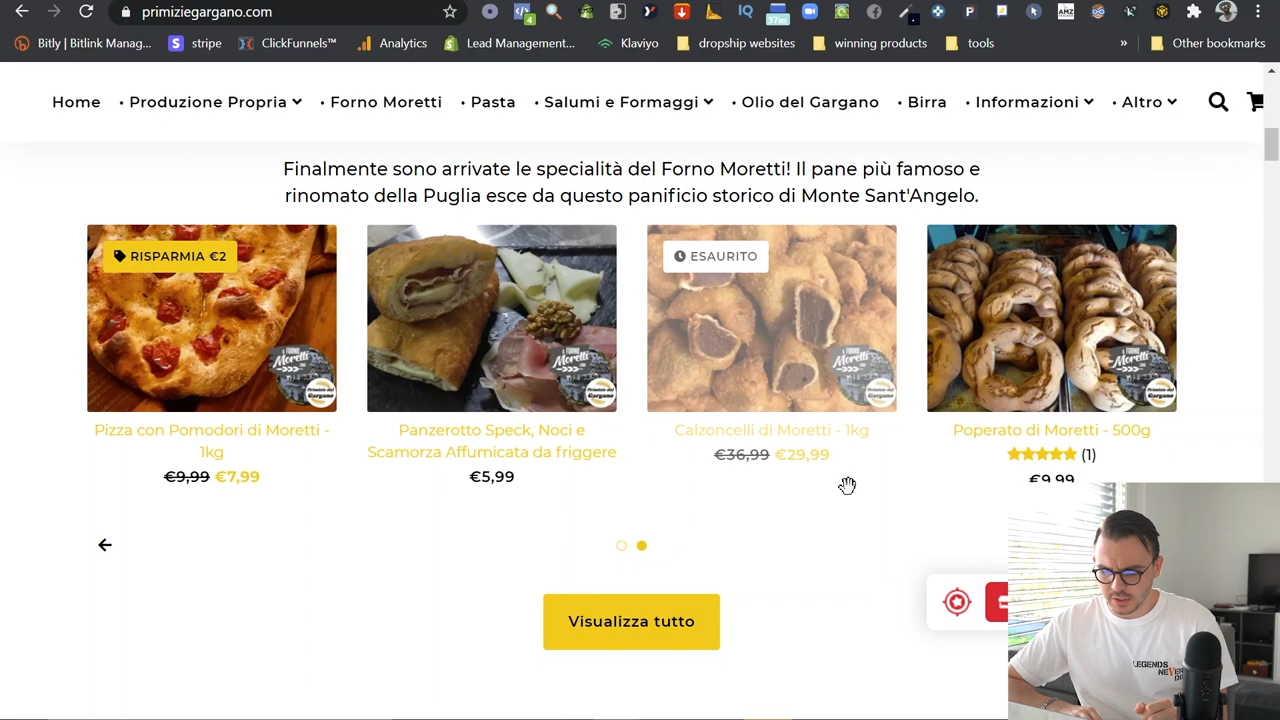 primiziegargano.com
4
37m
Bitly | Bitlink Manag...
stripe
ClickFunnels™
Analytics
Lead Management...
Klaviyo
dropship websites
winning products
tools
»
Other bookmarks
Home
• Produzione Propria
• Forno Moretti
• Pasta
• Salumi e Formaggi
• Olio del Gargano
• Birra
• Informazioni
• Altro
Finalmente sono arrivate le specialità del Forno Moretti! Il pane più famoso e
rinomato della Puglia esce da questo panificio storico di Monte Sant'Angelo.
RISPARMIA €2
ESAURITO
Pizza con Pomodori di Moretti -
1kg
€9,99 €7,99
Panzerotto Speck, Noci e
Scamorza Affumicata da friggere
€5,99
Calzoncelli di Moretti - 1kg
€36,99 €29,99
Poperato di Moretti - 500g
(1)
€9,99
Visualizza tutto
LEGENDS